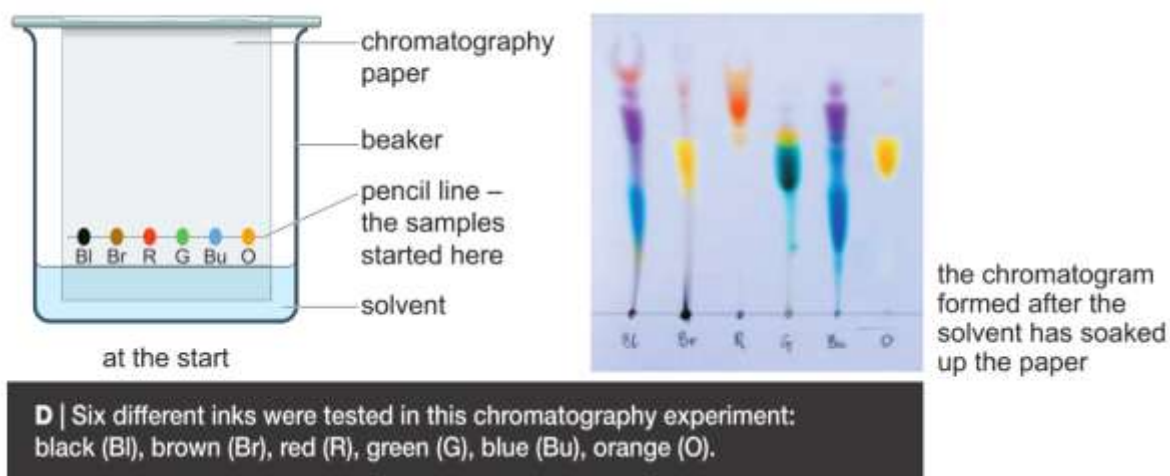 chromatography
paper
beaker
pencil line –
the samples
started here
Bl Br R G Bu O
solvent
at the start
Bl Br R G Bu O
the chromatogram
formed after the
solvent has soaked
up the paper
D | Six different inks were tested in this chromatography experiment:
black (Bl), brown (Br), red (R), green (G), blue (Bu), orange (O).